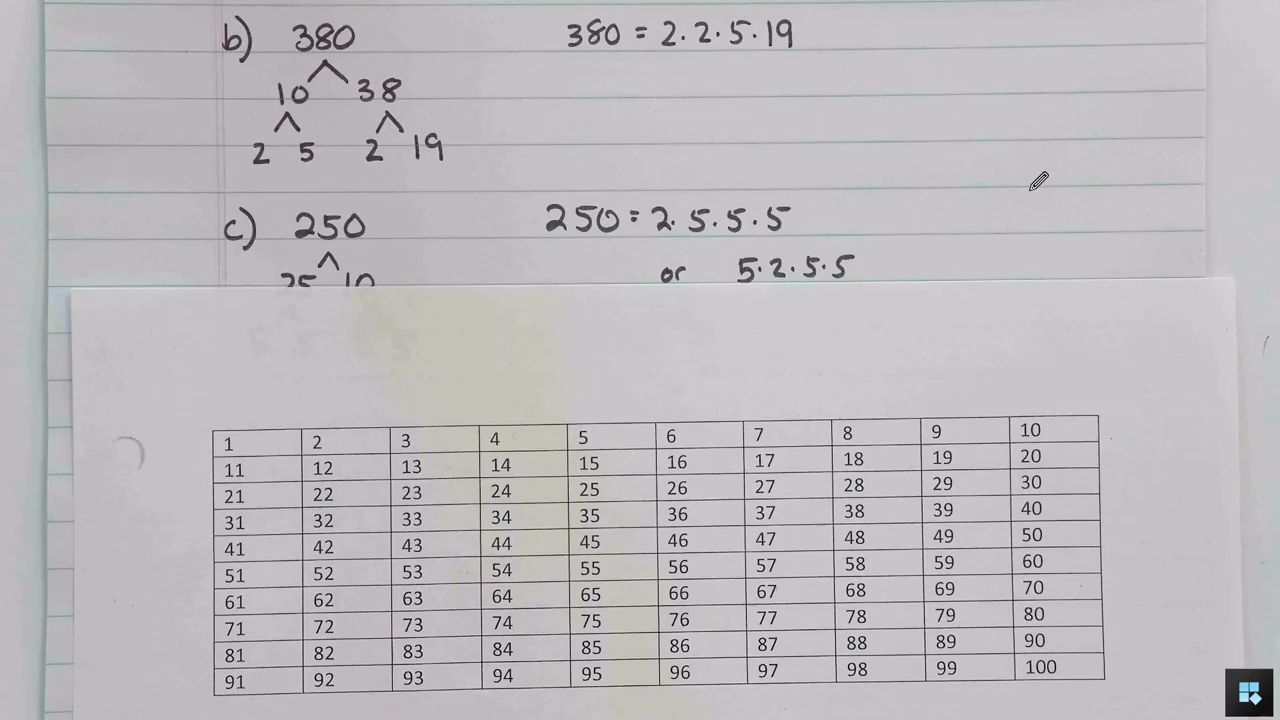 b) 380 380 = 2·2·5·19
10 38
2 5 2 19
c) 250 250 = 2·5·5·5
25 10 or 5·2·5·5
1 2 3 4 5 6 7 8 9 10
11 12 13 14 15 16 17 18 19 20
21 22 23 24 25 26 27 28 29 30
31 32 33 34 35 36 37 38 39 40
41 42 43 44 45 46 47 48 49 50
51 52 53 54 55 56 57 58 59 60
61 62 63 64 65 66 67 68 69 70
71 72 73 74 75 76 77 78 79 80
81 82 83 84 85 86 87 88 89 90
91 92 93 94 95 96 97 98 99 100